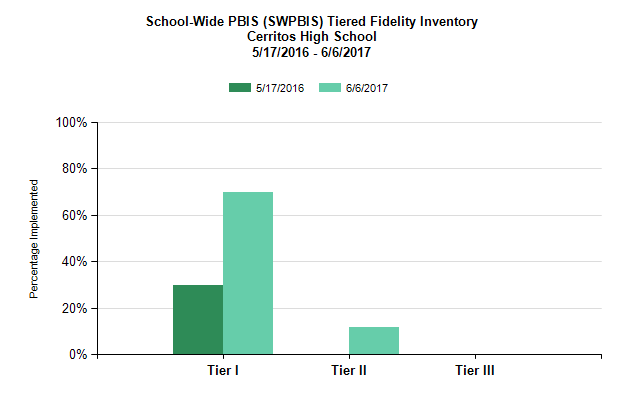 School-Wide PBIS (SWPBIS) Tiered Fidelity Inventory
Cerritos High School
5/17/2016 - 6/6/2017
5/17/2016 6/6/2017
100%
80%
60%
40%
20%
0%
Percentage Implemented
Tier I Tier II Tier III